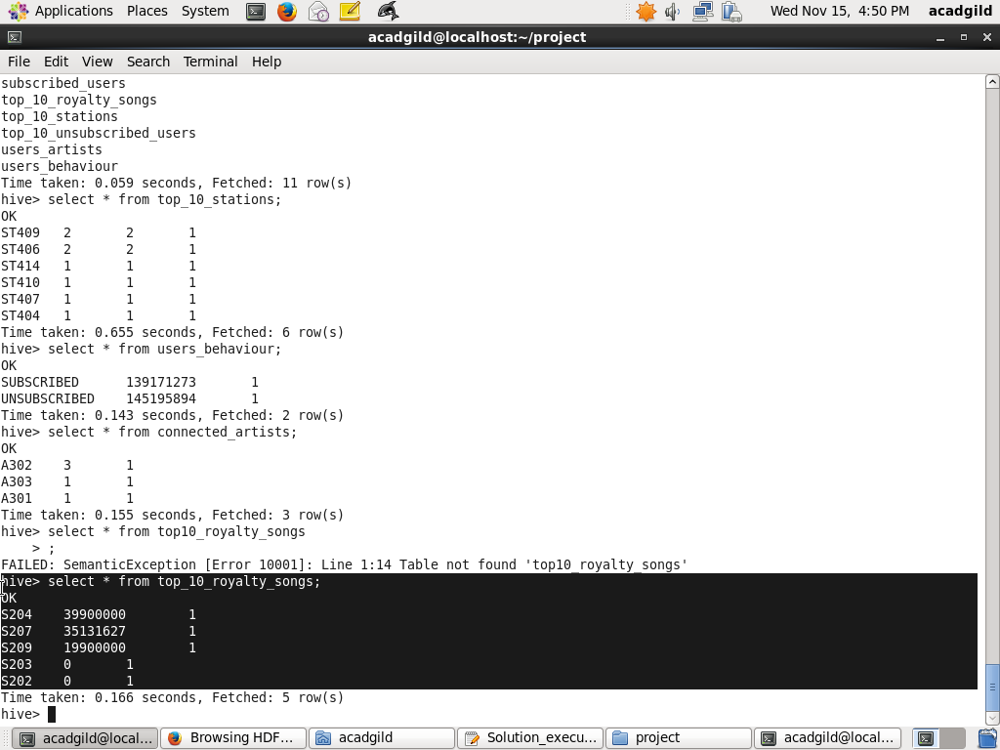 Applications Places System Wed Nov 15, 4:50 PM acadgild
acadgild@localhost:~/project
File Edit View Search Terminal Help
subscribed_users
top_10_royalty_songs
top_10_stations
top_10_unsubscribed_users
users_artists
users_behaviour
Time taken: 0.059 seconds, Fetched: 11 row(s)
hive> select * from top_10_stations;
OK
ST409 2 2 1
ST406 2 2 1
ST414 1 1 1
ST410 1 1 1
ST407 1 1 1
ST404 1 1 1
Time taken: 0.655 seconds, Fetched: 6 row(s)
hive> select * from users_behaviour;
OK
SUBSCRIBED 139171273 1
UNSUBSCRIBED 145195894 1
Time taken: 0.143 seconds, Fetched: 2 row(s)
hive> select * from connected_artists;
OK
A302 3 1
A303 1 1
A301 1 1
Time taken: 0.155 seconds, Fetched: 3 row(s)
hive> select * from top10_royalty_songs
> ;
FAILED: SemanticException [Error 10001]: Line 1:14 Table not found 'top10_royalty_songs'
hive> select * from top_10_royalty_songs;
OK
S204 39900000 1
S207 35131627 1
S209 19900000 1
S203 0 1
S202 0 1
Time taken: 0.166 seconds, Fetched: 5 row(s)
hive>
acadgild@local... Browsing HDF... acadgild Solution_execu... project acadgild@local...